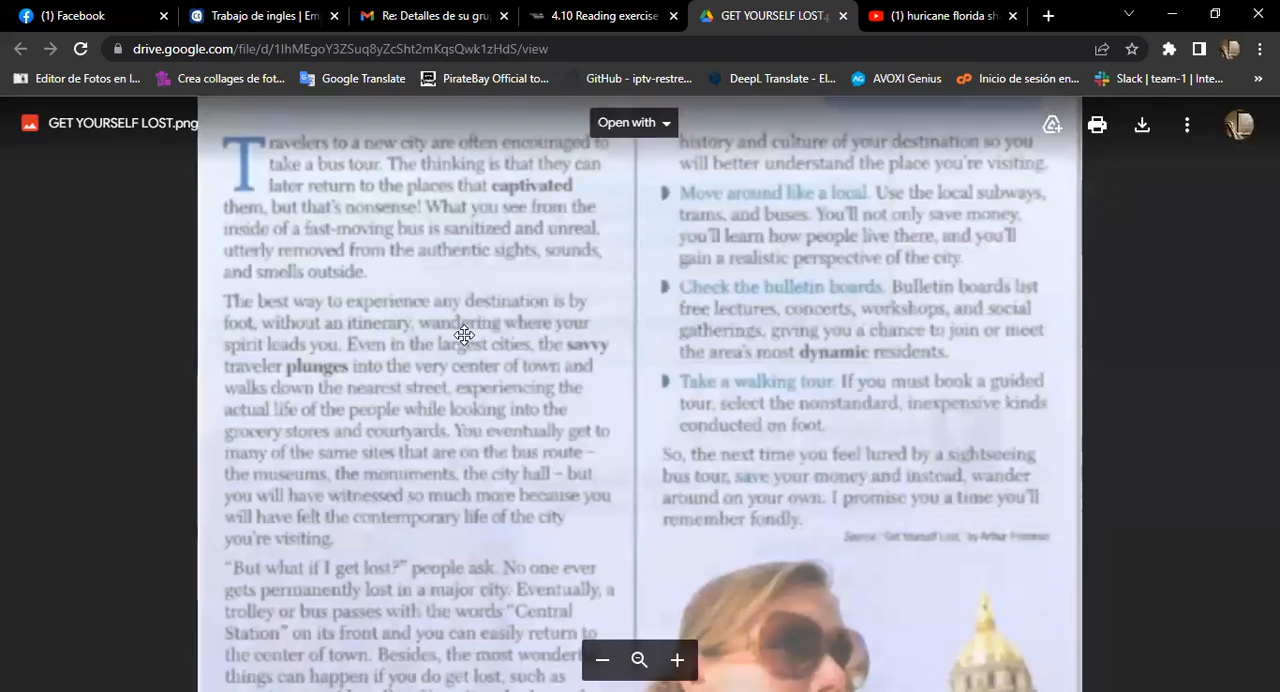 (1) Facebook
Trabajo de ingles | Em
Re: Detalles de su gru
4.10 Reading exercise
GET YOURSELF LOST.p
(1) huricane florida sh
drive.google.com/file/d/1IhMEgoY3ZSuq8yZcSht2mKqsQwk1zHdS/view
Editor de Fotos en l...
Crea collages de fot...
Google Translate
PirateBay Official to...
GitHub - iptv-restre...
DeepL Translate - El...
AVOXI Genius
Inicio de sesión en...
Slack | team-1 | Inte...
GET YOURSELF LOST.png
Open with
Travelers to a new city are often encouraged to
take a bus tour. The thinking is that they can
later return to the places that captivated
them, but that's nonsense! What you see from the
inside of a fast-moving bus is sanitized and unreal,
utterly removed from the authentic sights, sounds,
and smells outside.
The best way to experience any destination is by
foot, without an itinerary, wandering where your
spirit leads you. Even in the largest cities, the savvy
traveler plunges into the very center of town and
walks down the nearest street, experiencing the
actual life of the people while looking into the
grocery stores and courtyards. You eventually get to
many of the same sites that are on the bus route –
the museums, the monuments, the city hall – but
you will have witnessed so much more because you
will have felt the contemporary life of the city
you're visiting.
"But what if I get lost?" people ask. No one ever
gets permanently lost in a major city. Eventually, a
trolley or bus passes with the words "Central
Station" on its front and you can easily return to
the center of town. Besides, the most wonderf
things can happen if you do get lost, such as
history and culture of your destination so you
will better understand the place you're visiting.
Move around like a local. Use the local subways,
trams, and buses. You'll not only save money,
you'll learn how people live there, and you'll
gain a realistic perspective of the city.
Check the bulletin boards. Bulletin boards list
free lectures, concerts, workshops, and social
gatherings, giving you a chance to join or meet
the area's most dynamic residents.
Take a walking tour. If you must book a guided
tour, select the nonstandard, inexpensive kinds
conducted on foot.
So, the next time you feel lured by a sightseeing
bus tour, save your money and instead, wander
around on your own. I promise you a time you'll
remember fondly.
Source: "Get Yourself Lost," by Arthur Frommer